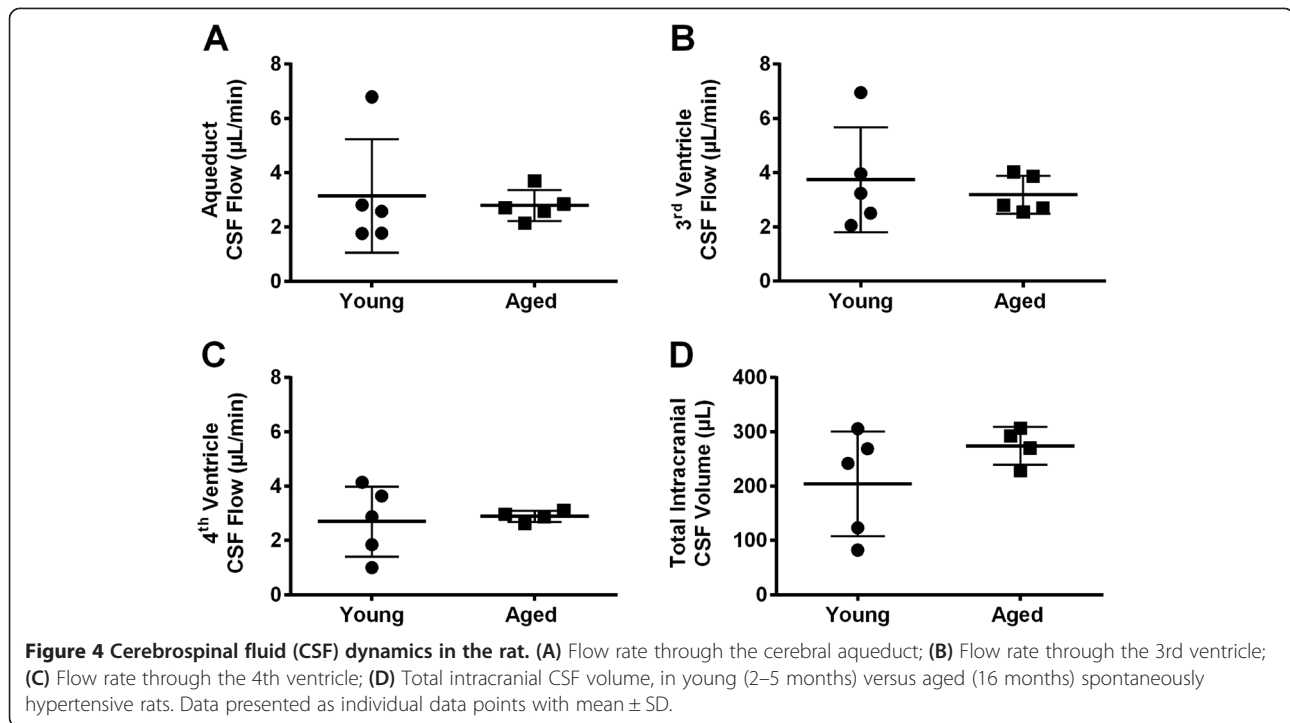 A
B
Aqueduct
CSF Flow (µL/min)
8
6
4
2
0
Young
Aged
3rd Ventricle
CSF Flow (µL/min)
8
6
4
2
0
Young
Aged
C
D
4th Ventricle
CSF Flow (µL/min)
8
6
4
2
0
Young
Aged
Total Intracranial
CSF Volume (µL)
400
300
200
100
0
Young
Aged
Figure 4 Cerebrospinal fluid (CSF) dynamics in the rat. (A) Flow rate through the cerebral aqueduct; (B) Flow rate through the 3rd ventricle;
(C) Flow rate through the 4th ventricle; (D) Total intracranial CSF volume, in young (2–5 months) versus aged (16 months) spontaneously
hypertensive rats. Data presented as individual data points with mean ± SD.